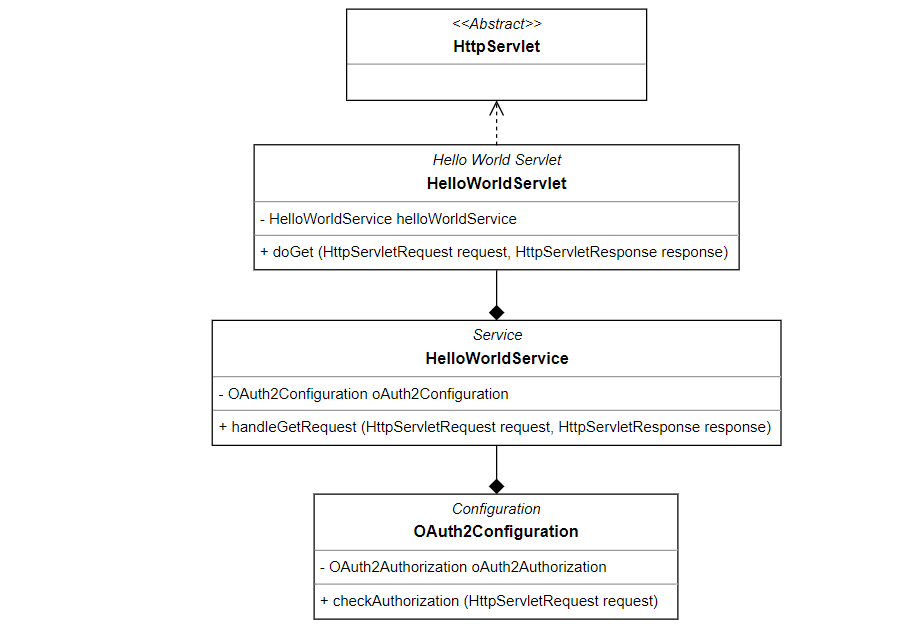 <<Abstract>>
HttpServlet
Hello World Servlet
HelloWorldServlet
- HelloWorldService helloWorldService
+ doGet (HttpServletRequest request, HttpServletResponse response)
Service
HelloWorldService
- OAuth2Configuration oAuth2Configuration
+ handleGetRequest (HttpServletRequest request, HttpServletResponse response)
Configuration
OAuth2Configuration
- OAuth2Authorization oAuth2Authorization
+ checkAuthorization (HttpServletRequest request)